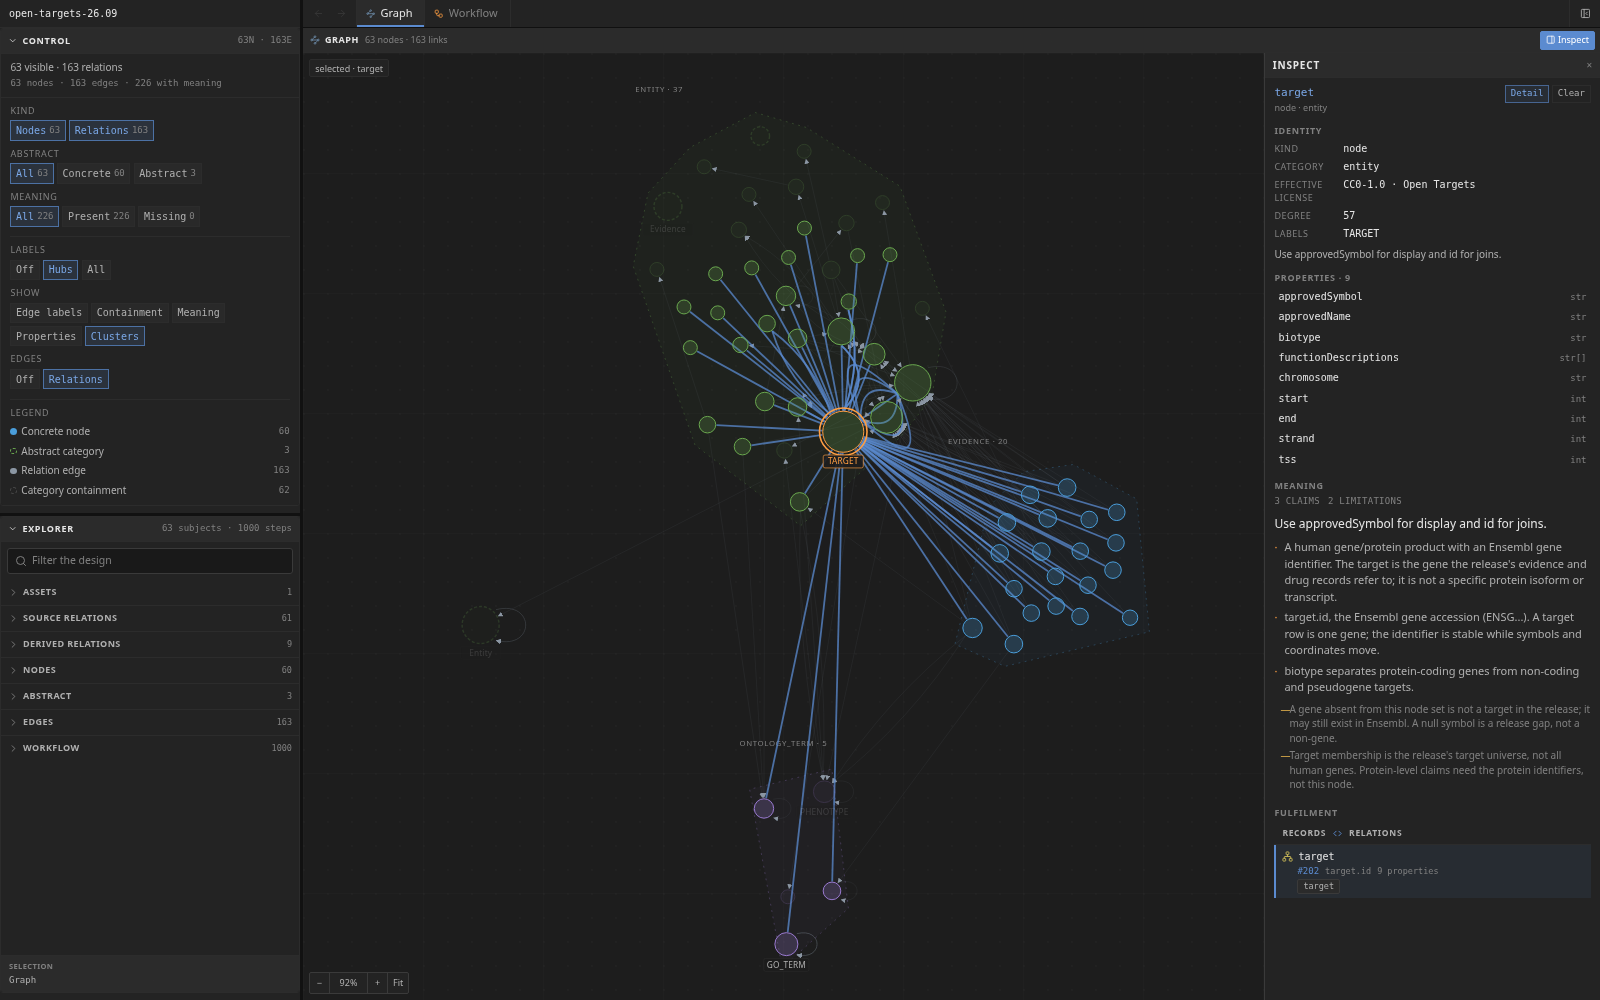 open-targets-26.09
Graph
Workflow
CONTROL
63N · 163E
63 visible · 163 relations
63 nodes · 163 edges · 226 with meaning
KIND
Nodes 63
Relations 163
ABSTRACT
All 63
Concrete 60
Abstract 3
MEANING
All 226
Present 226
Missing 0
LABELS
Off
Hubs
All
SHOW
Edge labels
Containment
Meaning
Properties
Clusters
EDGES
Off
Relations
LEGEND
Concrete node 60
Abstract category 3
Relation edge 163
Category containment 62
EXPLORER
63 subjects · 1000 steps
Filter the design
ASSETS 1
SOURCE RELATIONS 61
DERIVED RELATIONS 9
NODES 60
ABSTRACT 3
EDGES 163
WORKFLOW 1000
SELECTION
Graph
GRAPH 63 nodes · 163 links
Inspect
selected · target
ENTITY · 37
Evidence
TARGET
EVIDENCE · 20
Entity
ONTOLOGY_TERM · 5
PHENOTYPE
GO_TERM
−
92%
+
Fit
INSPECT
×
target
Detail
Clear
node · entity
IDENTITY
KIND node
CATEGORY entity
EFFECTIVE LICENSE CC0-1.0 · Open Targets
DEGREE 57
LABELS TARGET
Use approvedSymbol for display and id for joins.
PROPERTIES · 9
approvedSymbol str
approvedName str
biotype str
functionDescriptions str[]
chromosome str
start int
end int
strand int
tss int
MEANING
3 CLAIMS 2 LIMITATIONS
Use approvedSymbol for display and id for joins.
· A human gene/protein product with an Ensembl gene
identifier. The target is the gene the release's evidence and
drug records refer to; it is not a specific protein isoform or
transcript.
· target.id, the Ensembl gene accession (ENSG…). A target
row is one gene; the identifier is stable while symbols and
coordinates move.
· biotype separates protein-coding genes from non-coding
and pseudogene targets.
—A gene absent from this node set is not a target in the release; it
may still exist in Ensembl. A null symbol is a release gap, not a
non-gene.
—Target membership is the release's target universe, not all
human genes. Protein-level claims need the protein identifiers,
not this node.
FULFILMENT
RECORDS <> RELATIONS
target
#202 target.id 9 properties
target